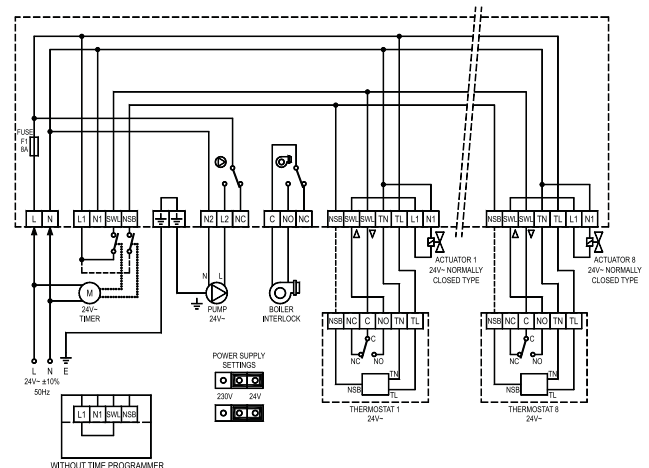 FUSE
F1
8A
L N
L1 N1 SWL NSB
N2 L2 NC
C NO NC
NSB SWL SWL TN TL L1 N1
NSB SWL SWL TN TL L1 N1
M
24V~
TIMER
N L
PUMP
24V~
BOILER
INTERLOCK
ACTUATOR 1
24V~ NORMALLY
CLOSED TYPE
ACTUATOR 8
24V~ NORMALLY
CLOSED TYPE
NSB NC C NO TN TL
C
NC NO
TN
NSB
TL
THERMOSTAT 1
24V~
NSB NC C NO TN TL
C
NC NO
TN
NSB
TL
THERMOSTAT 8
24V~
L N E
24V~ ±10%
50Hz
POWER SUPPLY
SETTINGS
230V 24V
L1 N1 SWL NSB
WITHOUT TIME PROGRAMMER